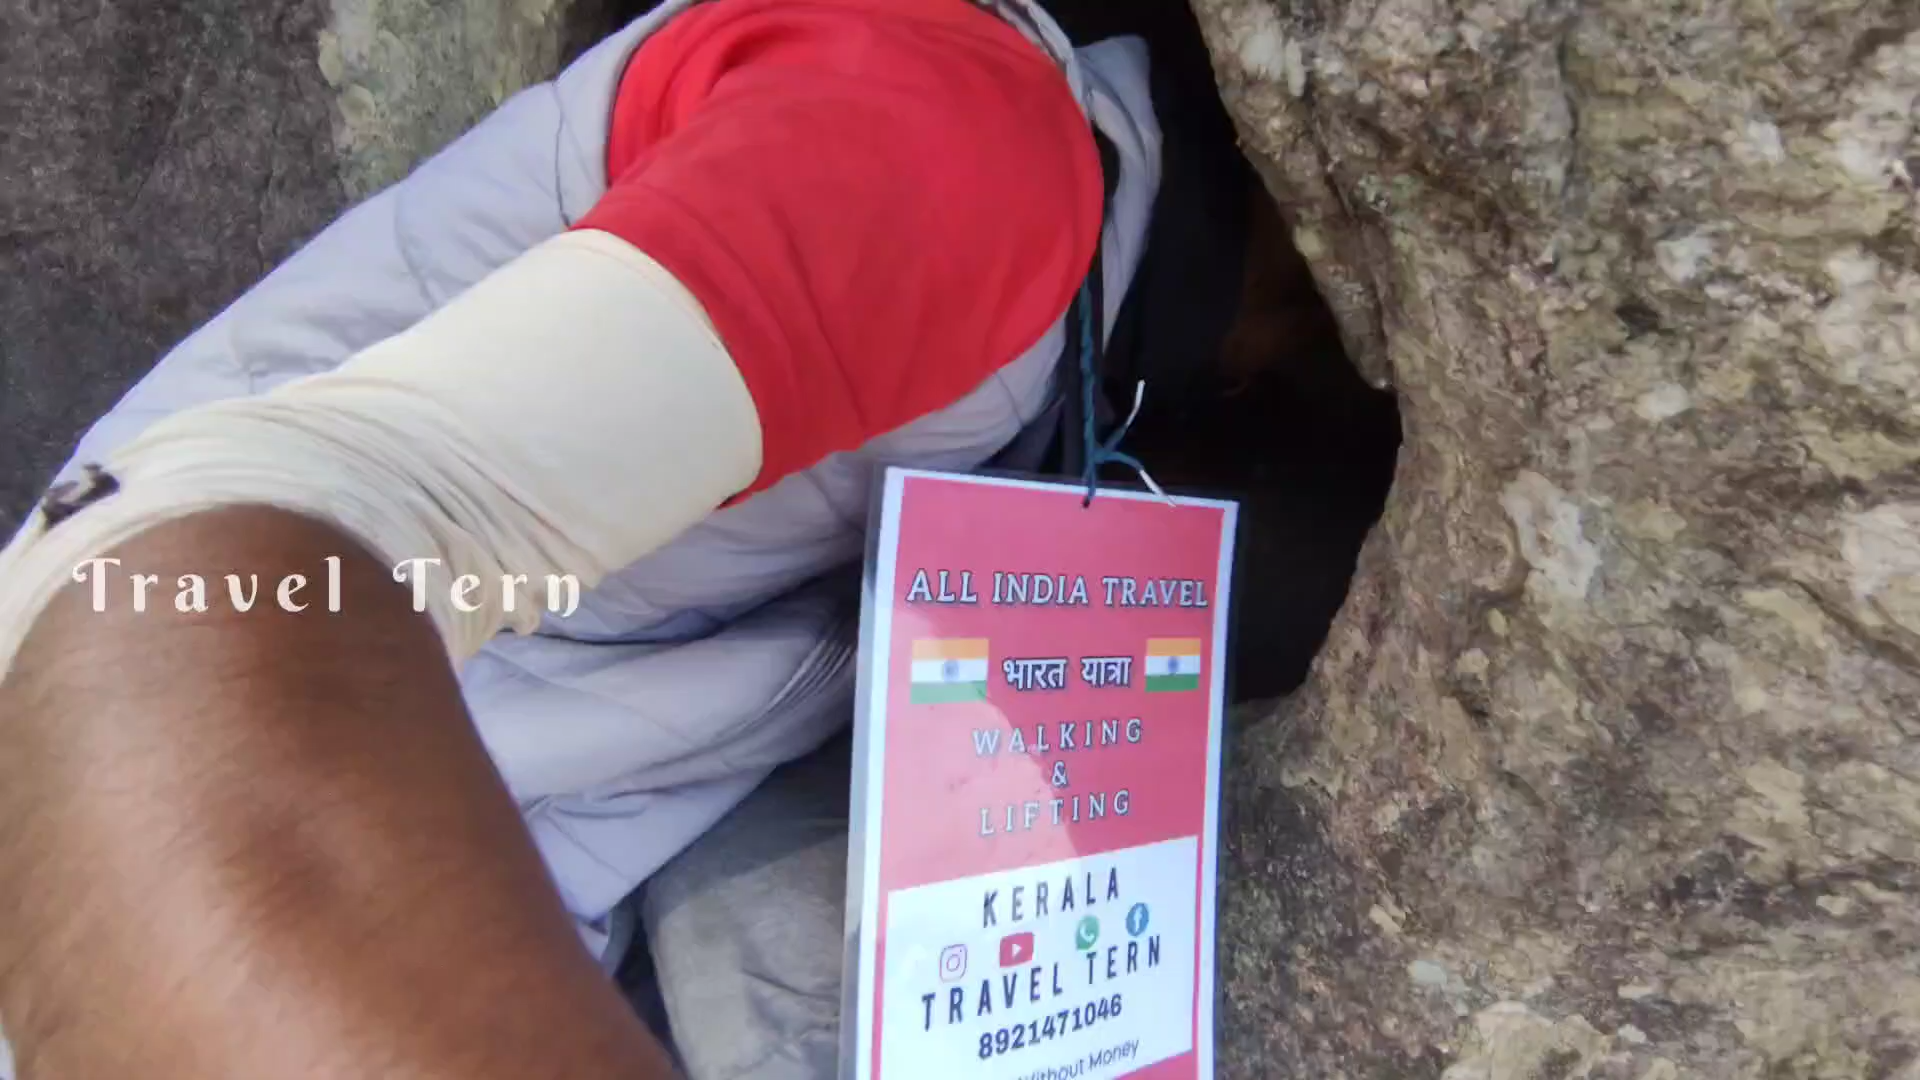 Travel Tern
ALL INDIA TRAVEL
भारत यात्रा
WALKING
&
LIFTING
KERALA
TRAVEL TERN
8921471046
Without Money